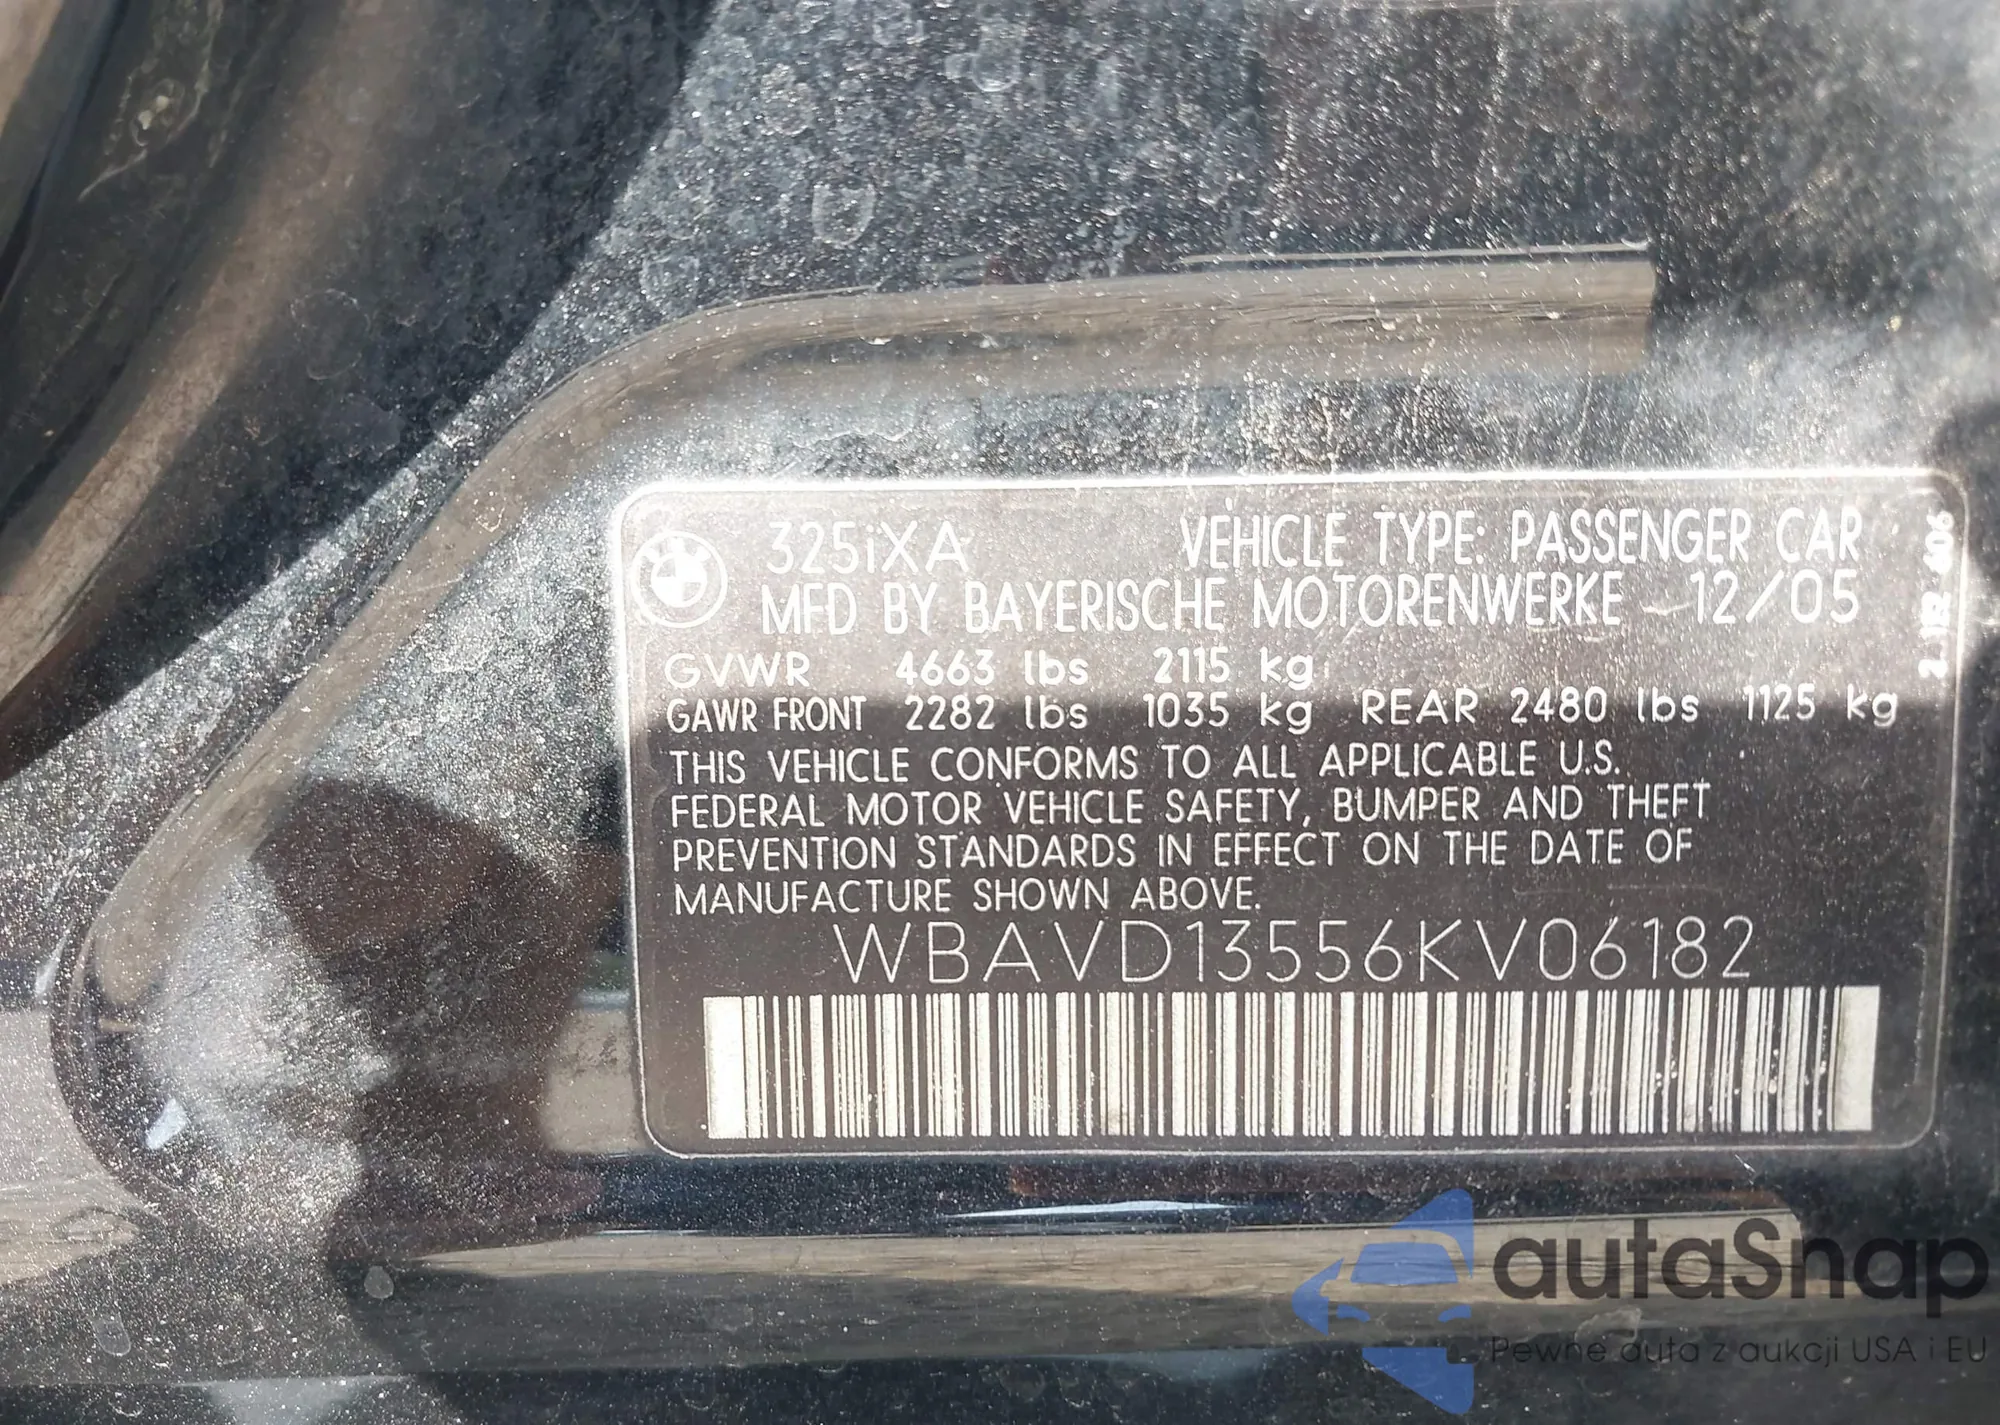 325iXA VEHICLE TYPE: PASSENGER CAR
MFD BY BAYERISCHE MOTORENWERKE 12/05
GVWR 4663 lbs 2115 kg
GAWR FRONT 2282 lbs 1035 kg REAR 2480 lbs 1125 kg
THIS VEHICLE CONFORMS TO ALL APPLICABLE U.S.
FEDERAL MOTOR VEHICLE SAFETY, BUMPER AND THEFT
PREVENTION STANDARDS IN EFFECT ON THE DATE OF
MANUFACTURE SHOWN ABOVE.
WBAVD13556KV06182
autaSnap
Pewne auta z aukcji USA i EU